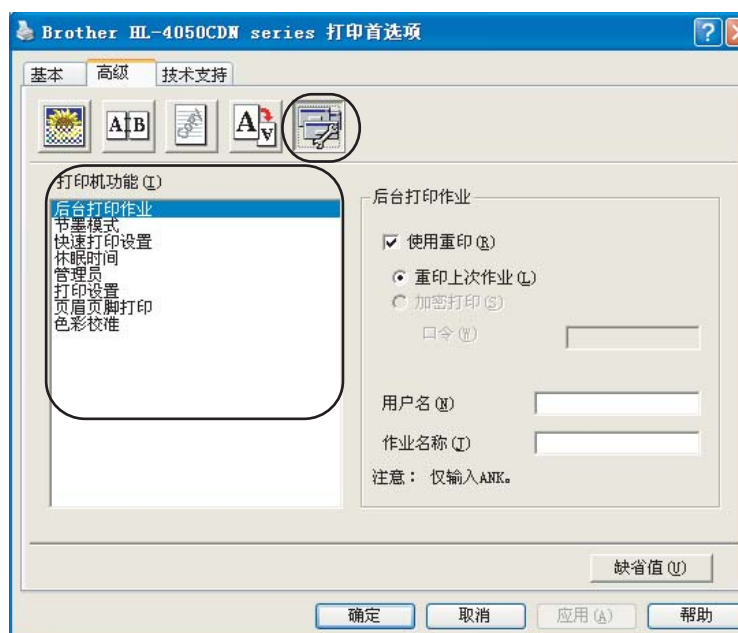 Brother HL-4050CDN series 打印首选项
基本
高级
技术支持
A|B
COPY
A
A
打印机功能(I)
后台打印作业
节墨模式
快速打印设置
休眠时间
管理员
打印设置
页眉页脚打印
色彩校准
后台打印作业
使用重印(R)
重印上次作业(L)
加密打印(S)
口令(W)
用户名(N)
作业名称(J)
注意： 仅输入ANK。
缺省值(U)
确定
取消
应用(A)
帮助